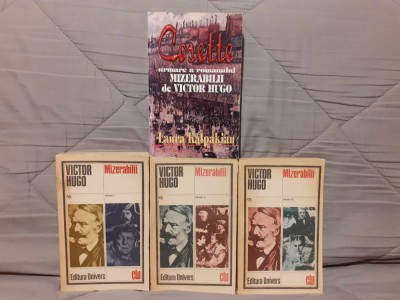 Cosette
urmare a romanului
MIZERABILII
de VICTOR HUGO
Laura Kalpakian
VICTOR
HUGO
Mizerabilii
Editura Univers
VICTOR
HUGO
Mizerabilii
Editura Univers
VICTOR
HUGO
Mizerabilii
Editura Univers